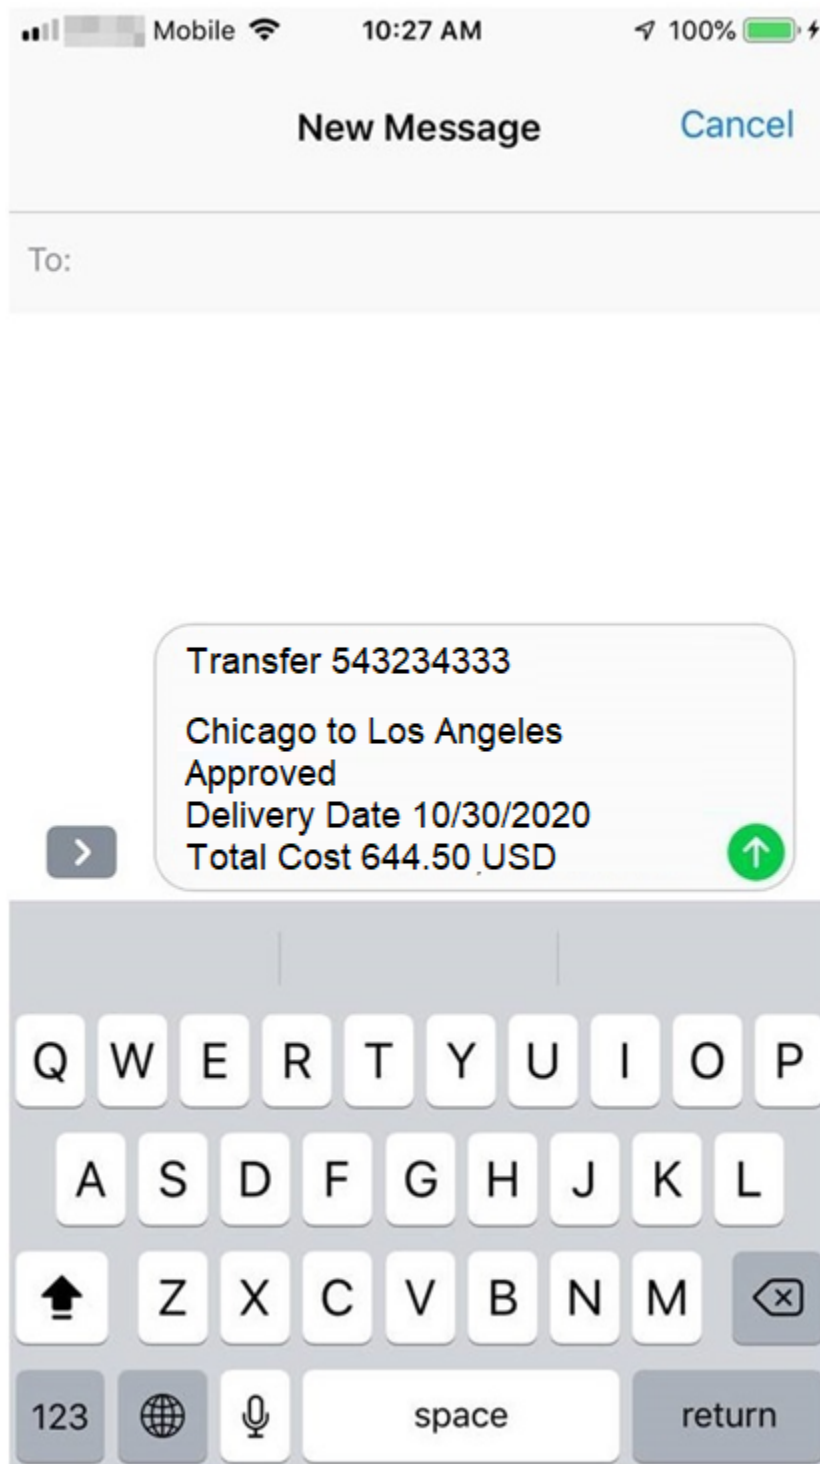 Mobile 10:27 AM 100%
New Message Cancel
To:
Transfer 543234333
Chicago to Los Angeles
Approved
Delivery Date 10/30/2020
Total Cost 644.50 USD
Q W E R T Y U I O P
A S D F G H J K L
Z X C V B N M
123 space return